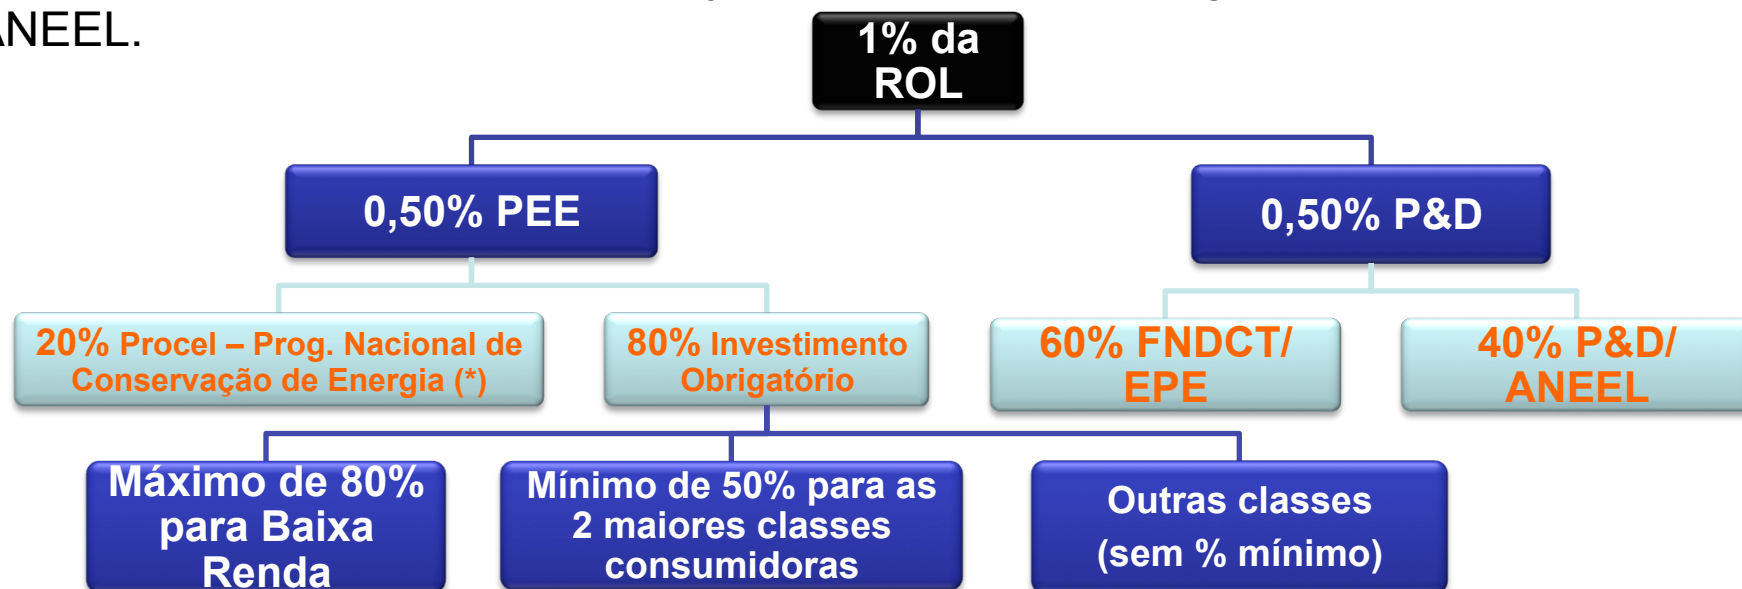 ANEEL.
1% da
ROL
0,50% PEE
0,50% P&D
20% Procel – Prog. Nacional de
Conservação de Energia (*)
80% Investimento
Obrigatório
60% FNDCT/
EPE
40% P&D/
ANEEL
Máximo de 80%
para Baixa
Renda
Mínimo de 50% para as
2 maiores classes
consumidoras
Outras classes
(sem % mínimo)